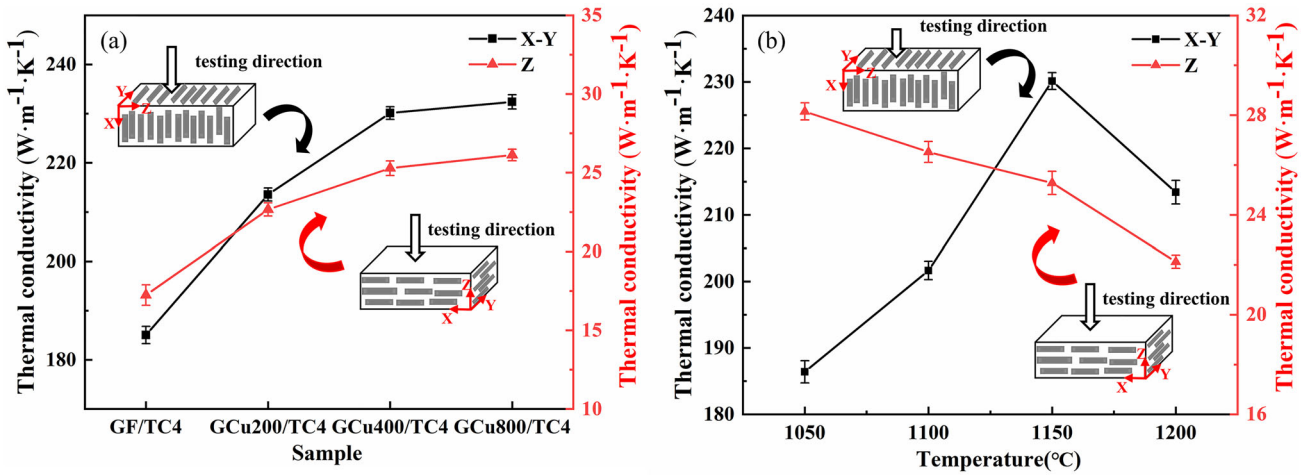 (a)
testing direction
X-Y
Z
Y
Z
X
testing direction
Z
Y
X
Thermal conductivity (W·m⁻¹·K⁻¹)
240
220
200
180
35
30
25
20
15
10
Thermal conductivity (W·m⁻¹·K⁻¹)
GF/TC4 GCu200/TC4 GCu400/TC4 GCu800/TC4
Sample
(b)
testing direction
X-Y
Z
Y
Z
X
testing direction
Z
Y
X
Thermal conductivity (W·m⁻¹·K⁻¹)
240
230
220
210
200
190
180
32
28
24
20
16
Thermal conductivity (W·m⁻¹·K⁻¹)
1050 1100 1150 1200
Temperature(°C)